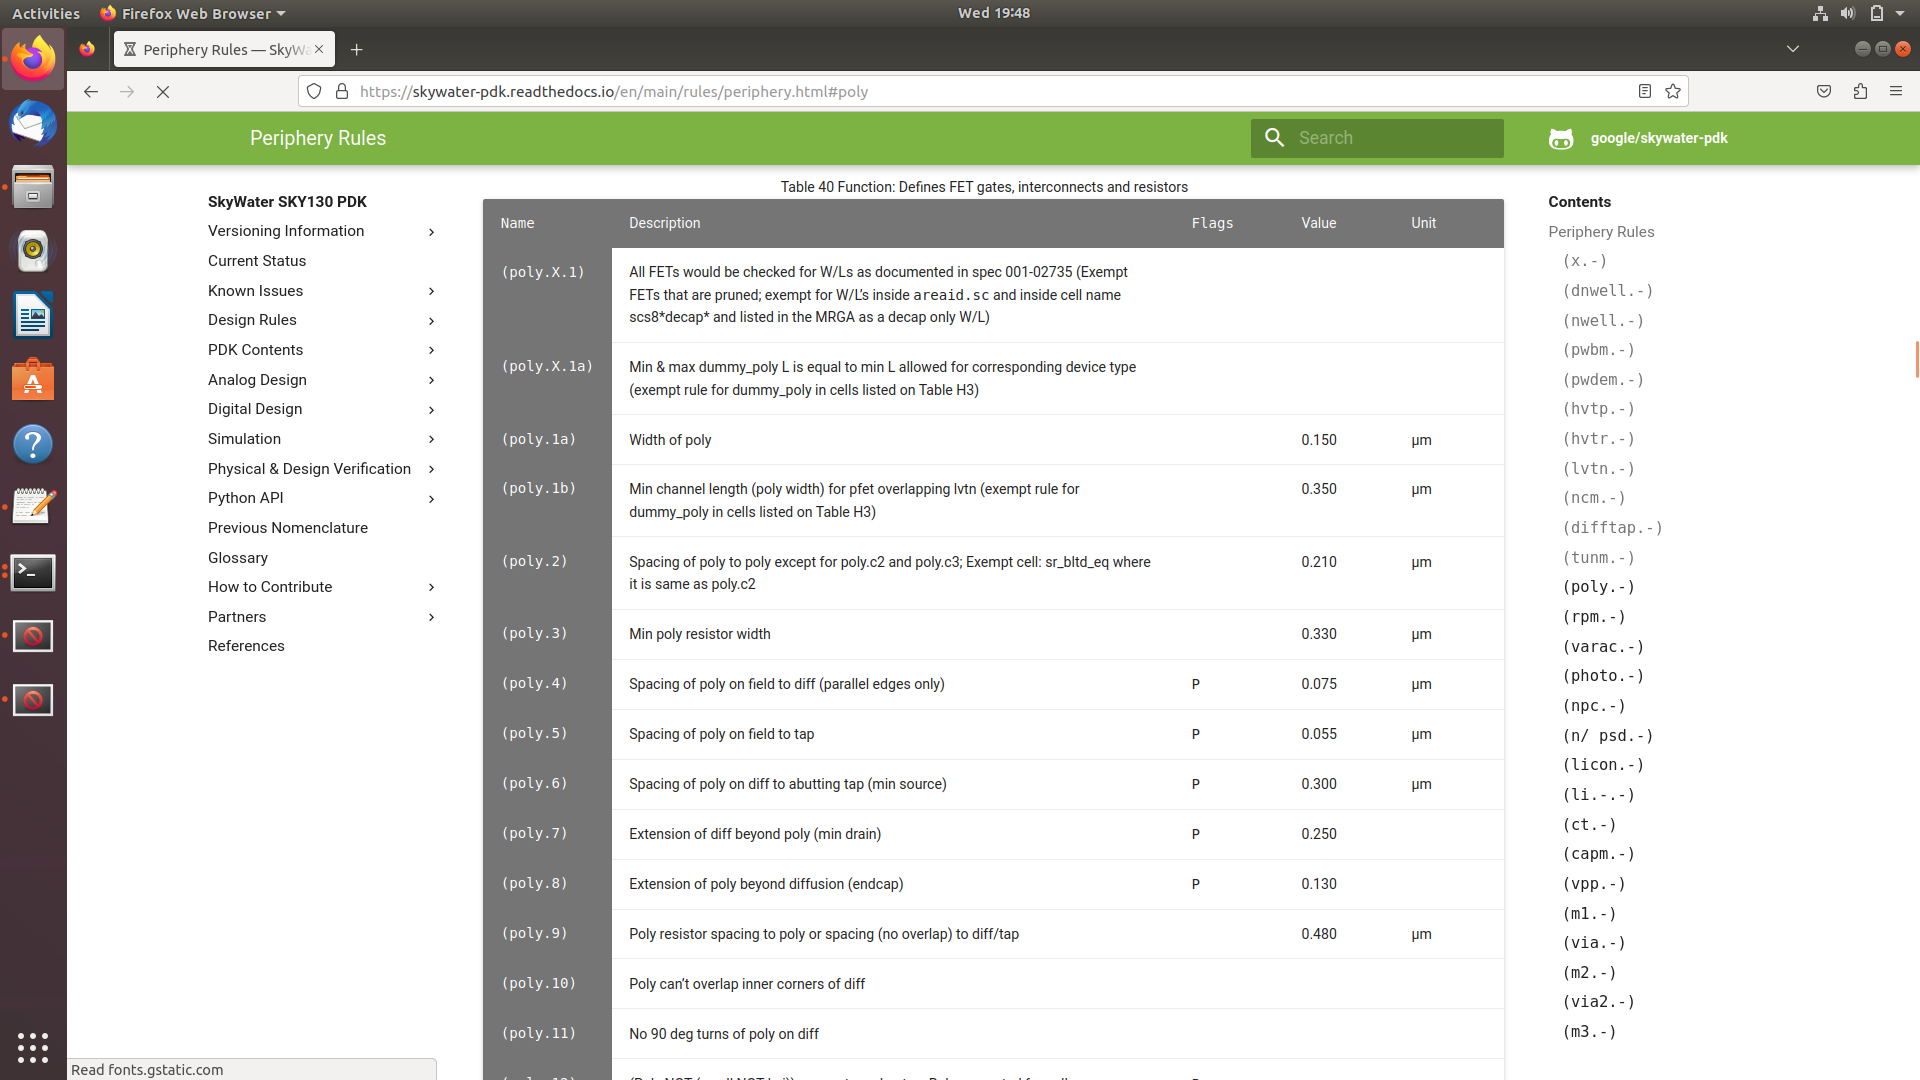 Activities Firefox Web Browser Wed 19:48
Periphery Rules — SkyWa
https://skywater-pdk.readthedocs.io/en/main/rules/periphery.html#poly
Periphery Rules Search google/skywater-pdk
SkyWater SKY130 PDK
Versioning Information
Current Status
Known Issues
Design Rules
PDK Contents
Analog Design
Digital Design
Simulation
Physical & Design Verification
Python API
Previous Nomenclature
Glossary
How to Contribute
Partners
References
Table 40 Function: Defines FET gates, interconnects and resistors
Name Description Flags Value Unit
(poly.X.1) All FETs would be checked for W/Ls as documented in spec 001-02735 (Exempt
FETs that are pruned; exempt for W/L's inside areaid.sc and inside cell name
scs8*decap* and listed in the MRGA as a decap only W/L)
(poly.X.1a) Min & max dummy_poly L is equal to min L allowed for corresponding device type
(exempt rule for dummy_poly in cells listed on Table H3)
(poly.1a) Width of poly 0.150 µm
(poly.1b) Min channel length (poly width) for pfet overlapping lvtn (exempt rule for 0.350 µm
dummy_poly in cells listed on Table H3)
(poly.2) Spacing of poly to poly except for poly.c2 and poly.c3; Exempt cell: sr_bltd_eq where 0.210 µm
it is same as poly.c2
(poly.3) Min poly resistor width 0.330 µm
(poly.4) Spacing of poly on field to diff (parallel edges only) P 0.075 µm
(poly.5) Spacing of poly on field to tap P 0.055 µm
(poly.6) Spacing of poly on diff to abutting tap (min source) P 0.300 µm
(poly.7) Extension of diff beyond poly (min drain) P 0.250
(poly.8) Extension of poly beyond diffusion (endcap) P 0.130
(poly.9) Poly resistor spacing to poly or spacing (no overlap) to diff/tap 0.480 µm
(poly.10) Poly can't overlap inner corners of diff
(poly.11) No 90 deg turns of poly on diff
Contents
Periphery Rules
(x.-)
(dnwell.-)
(nwell.-)
(pwbm.-)
(pwdem.-)
(hvtp.-)
(hvtr.-)
(lvtn.-)
(ncm.-)
(difftap.-)
(tunm.-)
(poly.-)
(rpm.-)
(varac.-)
(photo.-)
(npc.-)
(n/ psd.-)
(licon.-)
(li.-.-)
(ct.-)
(capm.-)
(vpp.-)
(m1.-)
(via.-)
(m2.-)
(via2.-)
(m3.-)
Read fonts.gstatic.com